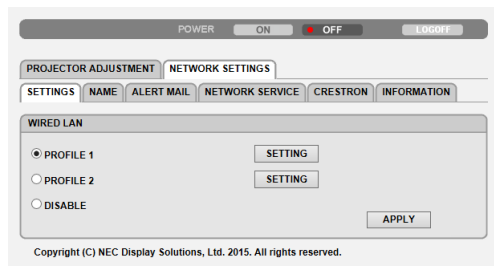 POWER ON OFF LOGOFF
PROJECTOR ADJUSTMENT NETWORK SETTINGS
SETTINGS NAME ALERT MAIL NETWORK SERVICE CRESTRON INFORMATION
WIRED LAN
PROFILE 1 SETTING
PROFILE 2 SETTING
DISABLE
APPLY
Copyright (C) NEC Display Solutions, Ltd. 2015. All rights reserved.